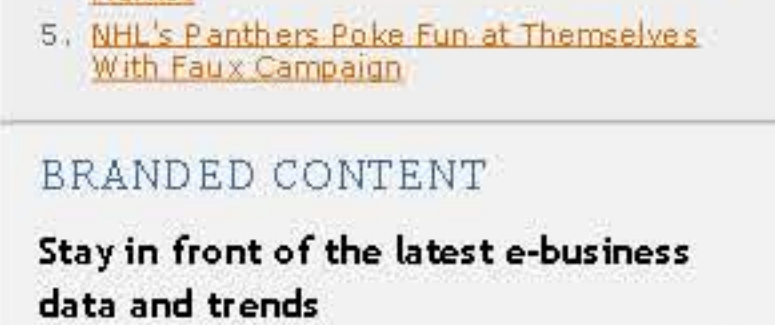 5. NHL's Panthers Poke Fun at Themselves
With Faux Campaign
BRANDED CONTENT
Stay in front of the latest e-business
data and trends